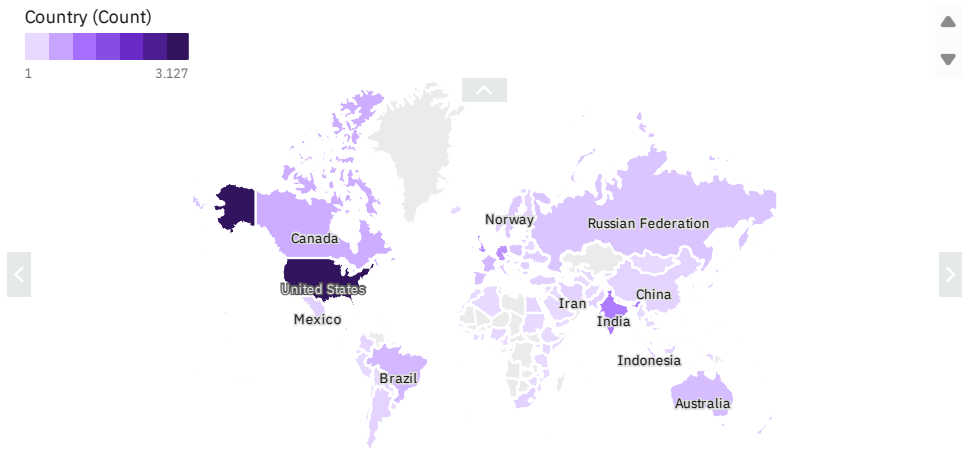 Country (Count)
1
3.127
Norway
Russian Federation
Canada
United States
Iran
China
Mexico
India
Indonesia
Brazil
Australia